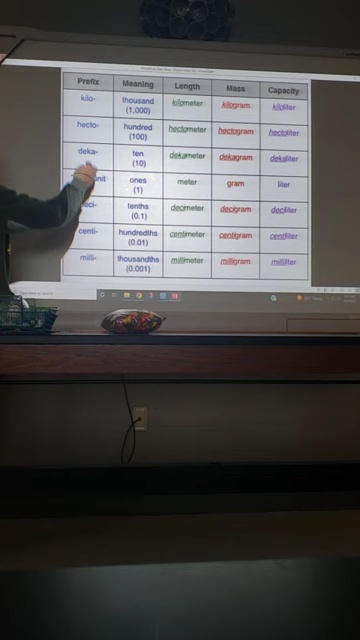 Prefix Meaning Length Mass Capacity
kilo- thousand (1,000) kilometer kilogram kiloliter
hecto- hundred (100) hectometer hectogram hectoliter
deka- ten (10) dekameter dekagram dekaliter
nit ones (1) meter gram liter
deci- tenths (0.1) decimeter decigram deciliter
centi- hundredths (0.01) centimeter centigram centiliter
milli- thousandths (0.001) millimeter milligram milliliter